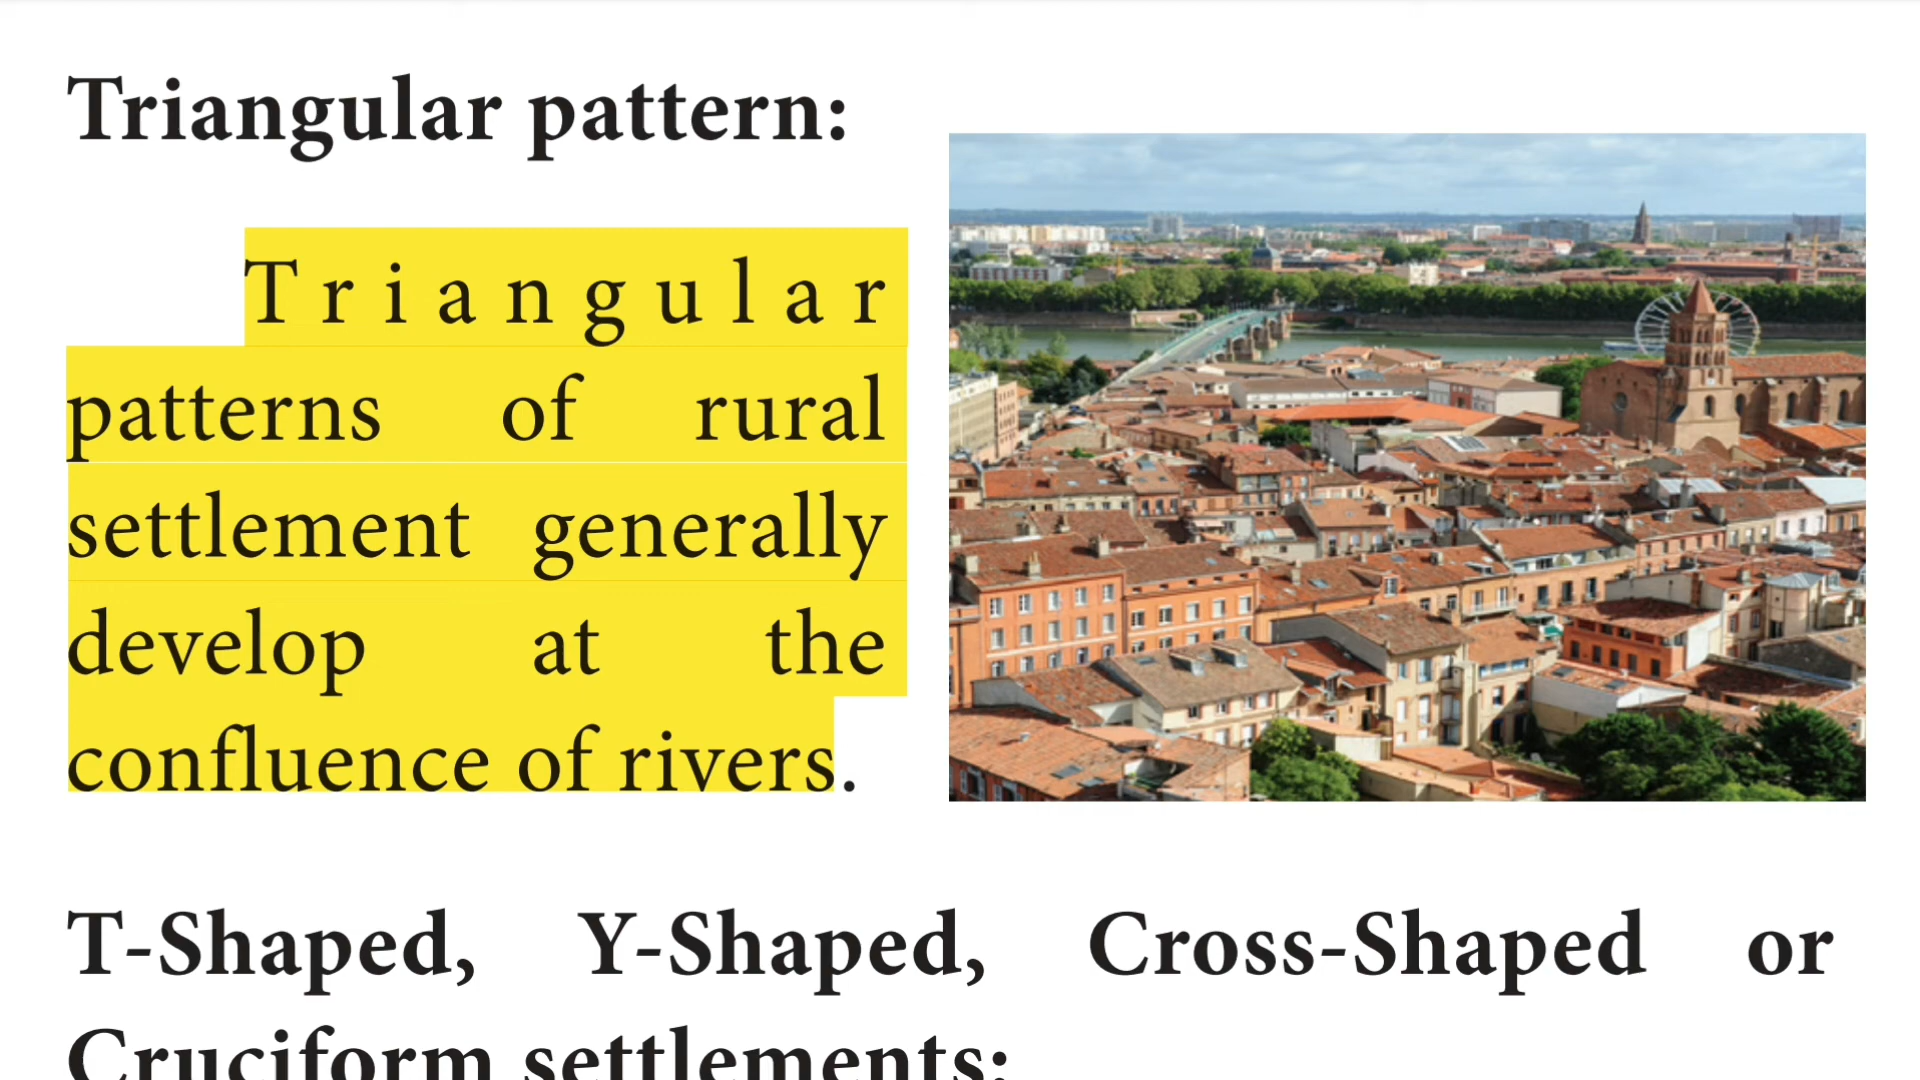 Triangular pattern:
Triangular
patterns of rural
settlement generally
develop at the
confluence of rivers.
T-Shaped, Y-Shaped, Cross-Shaped or
Cruciform settlements: